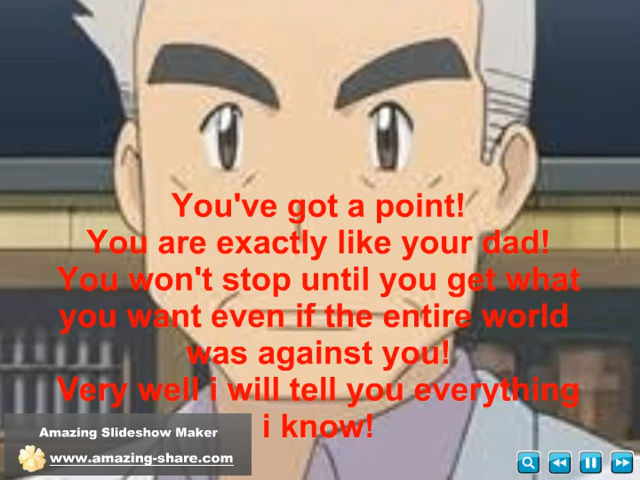 You've got a point!
You are exactly like your dad!
You won't stop until you get what
you want even if the entire world
was against you!
Very well i will tell you everything
i know!
Amazing Slideshow Maker
www.amazing-share.com